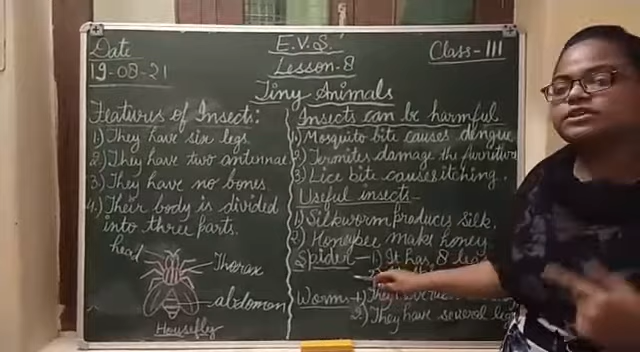 Date
19-08-21
E.V.S.
Lesson-8
Class-III
Tiny Animals
Features of Insect:
1) They have six legs.
2) They have two antennae
3) They have no bones.
4.) Their body is divided
into three parts.
head
Thorax
abdomen
Housefly
Insects can be harmful
1. Mosquito bite causes dengue.
2) Termites damage the furniture
3) Lice bite causes itching.
Useful insects
1) Silkworm produces silk.
2) Honeybee make honey
Spider - 1) It has 8
Worms - 1) They
2) They have several